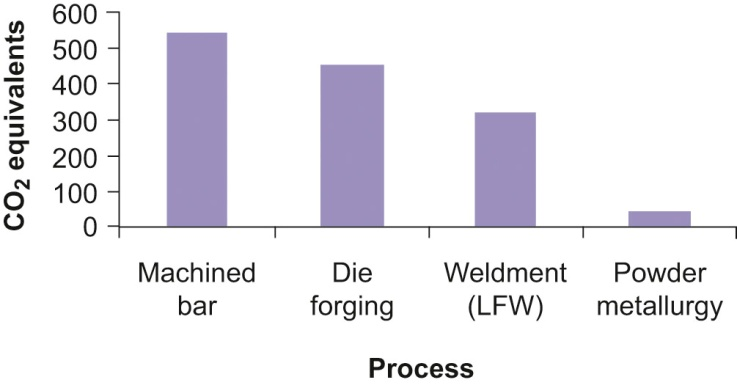 CO2 equivalents
600
500
400
300
200
100
0
Machined
bar
Die
forging
Weldment
(LFW)
Powder
metallurgy
Process